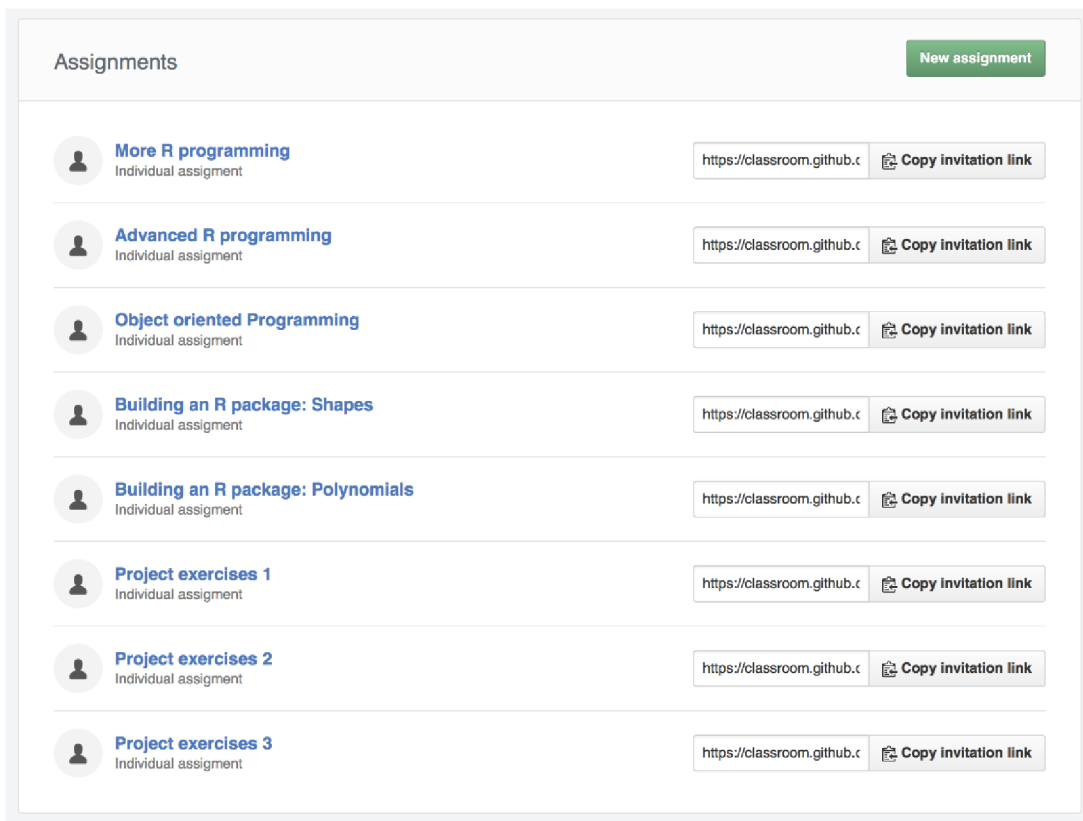 Assignments
New assignment
More R programming
Individual assigment
https://classroom.github.c
Copy invitation link
Advanced R programming
Individual assigment
https://classroom.github.c
Copy invitation link
Object oriented Programming
Individual assigment
https://classroom.github.c
Copy invitation link
Building an R package: Shapes
Individual assigment
https://classroom.github.c
Copy invitation link
Building an R package: Polynomials
Individual assigment
https://classroom.github.c
Copy invitation link
Project exercises 1
Individual assigment
https://classroom.github.c
Copy invitation link
Project exercises 2
Individual assigment
https://classroom.github.c
Copy invitation link
Project exercises 3
Individual assigment
https://classroom.github.c
Copy invitation link